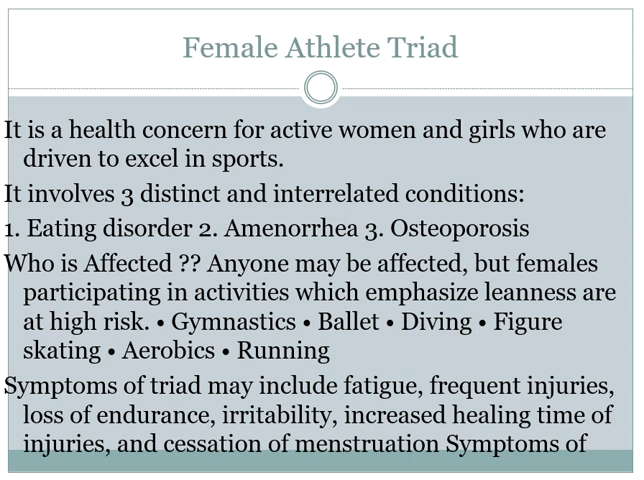 Female Athlete Triad
It is a health concern for active women and girls who are
driven to excel in sports.
It involves 3 distinct and interrelated conditions:
1. Eating disorder 2. Amenorrhea 3. Osteoporosis
Who is Affected ?? Anyone may be affected, but females
participating in activities which emphasize leanness are
at high risk. • Gymnastics • Ballet • Diving • Figure
skating • Aerobics • Running
Symptoms of triad may include fatigue, frequent injuries,
loss of endurance, irritability, increased healing time of
injuries, and cessation of menstruation Symptoms of